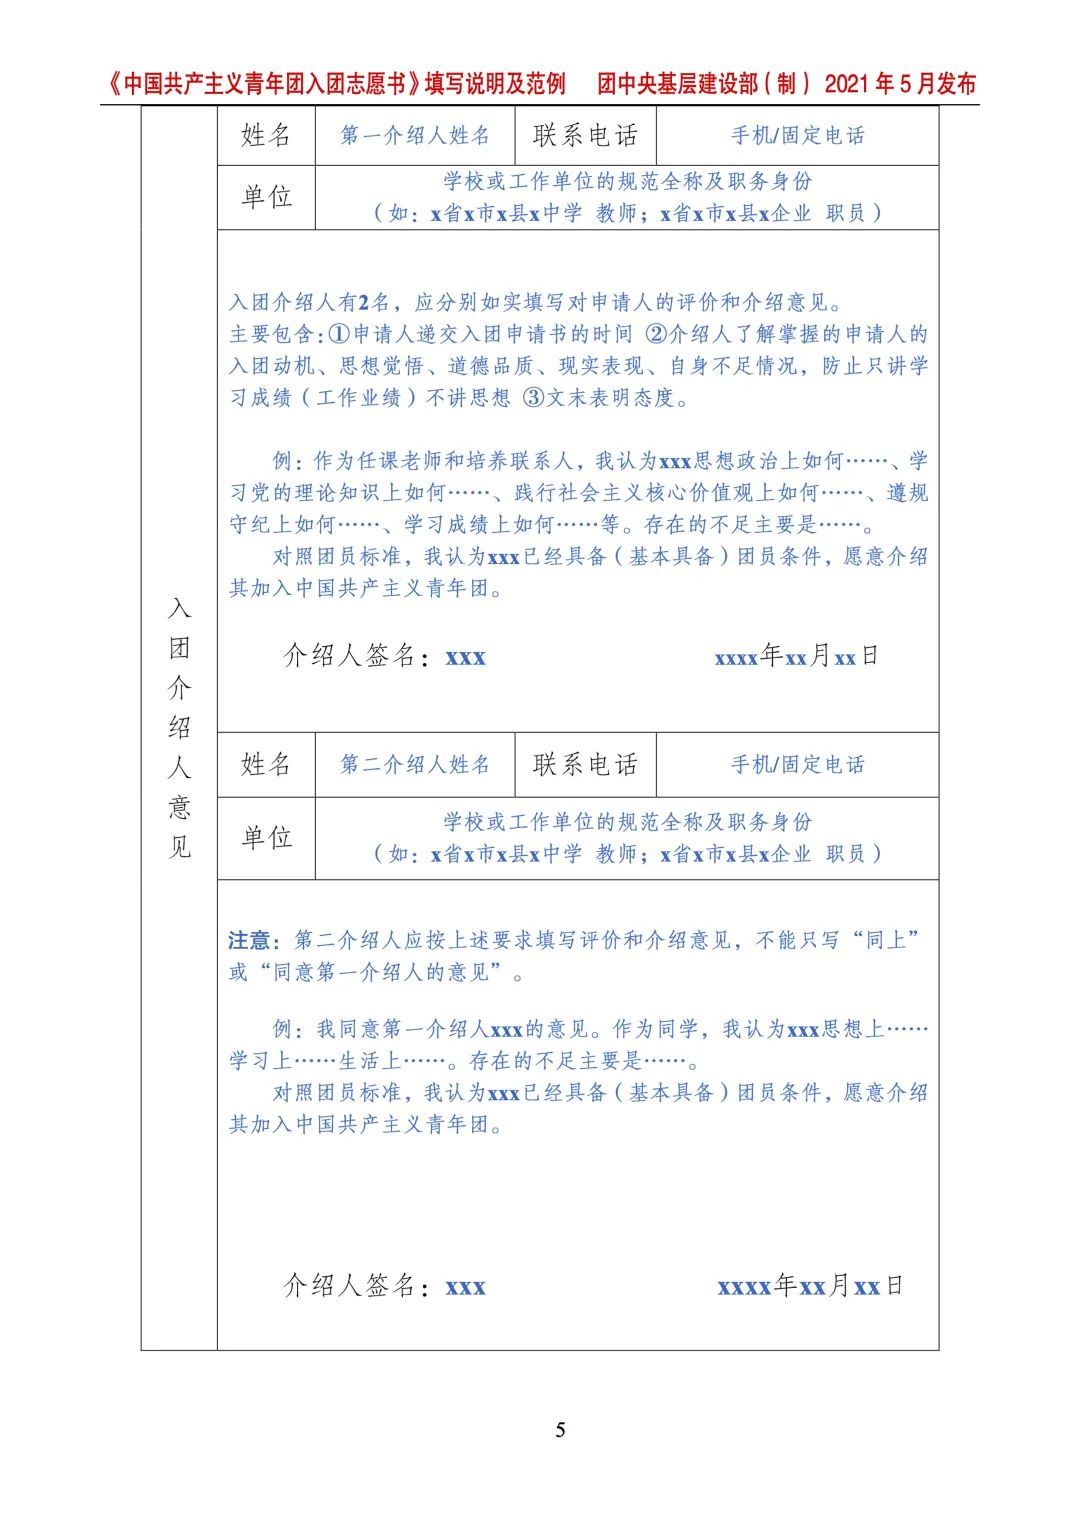 《中国共产主义青年团入团志愿书》填写说明及范例 团中央基层建设部（制） 2021 年 5 月发布
姓名 第一介绍人姓名 联系电话 手机/固定电话
单位 学校或工作单位的规范全称及职务身份
（如：x省x市x县x中学 教师；x省x市x县x企业 职员）
入团介绍人有2名，应分别如实填写对申请人的评价和介绍意见。
主要包含：①申请人递交入团申请书的时间 ②介绍人了解掌握的申请人的
入团动机、思想觉悟、道德品质、现实表现、自身不足情况，防止只讲学
习成绩（工作业绩）不讲思想 ③文末表明态度。
例：作为任课老师和培养联系人，我认为xxx思想政治上如何……、学
习党的理论知识上如何……、践行社会主义核心价值观上如何……、遵规
守纪上如何……、学习成绩上如何……等。存在的不足主要是……。
对照团员标准，我认为xxx已经具备（基本具备）团员条件，愿意介绍
其加入中国共产主义青年团。
介绍人签名：xxx xxxx年xx月xx日
入
团
介
绍
人
意
见
姓名 第二介绍人姓名 联系电话 手机/固定电话
单位 学校或工作单位的规范全称及职务身份
（如：x省x市x县x中学 教师；x省x市x县x企业 职员）
注意：第二介绍人应按上述要求填写评价和介绍意见，不能只写“同上”
或“同意第一介绍人的意见”。
例：我同意第一介绍人xxx的意见。作为同学，我认为xxx思想上……
学习上……生活上……。存在的不足主要是……。
对照团员标准，我认为xxx已经具备（基本具备）团员条件，愿意介绍
其加入中国共产主义青年团。
介绍人签名：xxx xxxx年xx月xx日
5